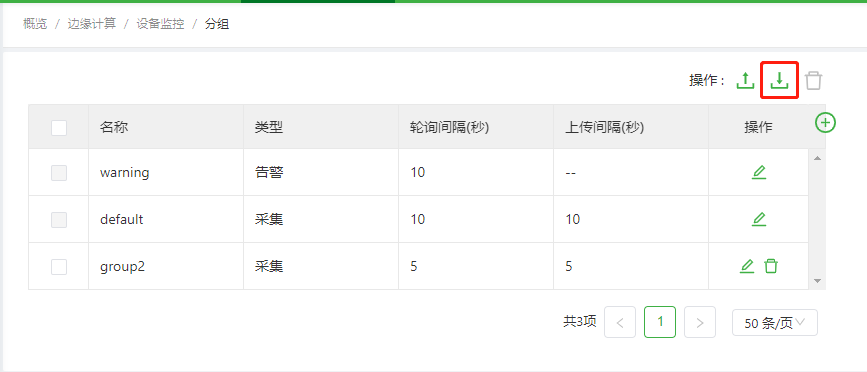 概览 / 边缘计算 / 设备监控 / 分组
操作：
名称 类型 轮询间隔(秒) 上传间隔(秒) 操作
warning 告警 10 --
default 采集 10 10
group2 采集 5 5
共3项 < 1 > 50 条/页